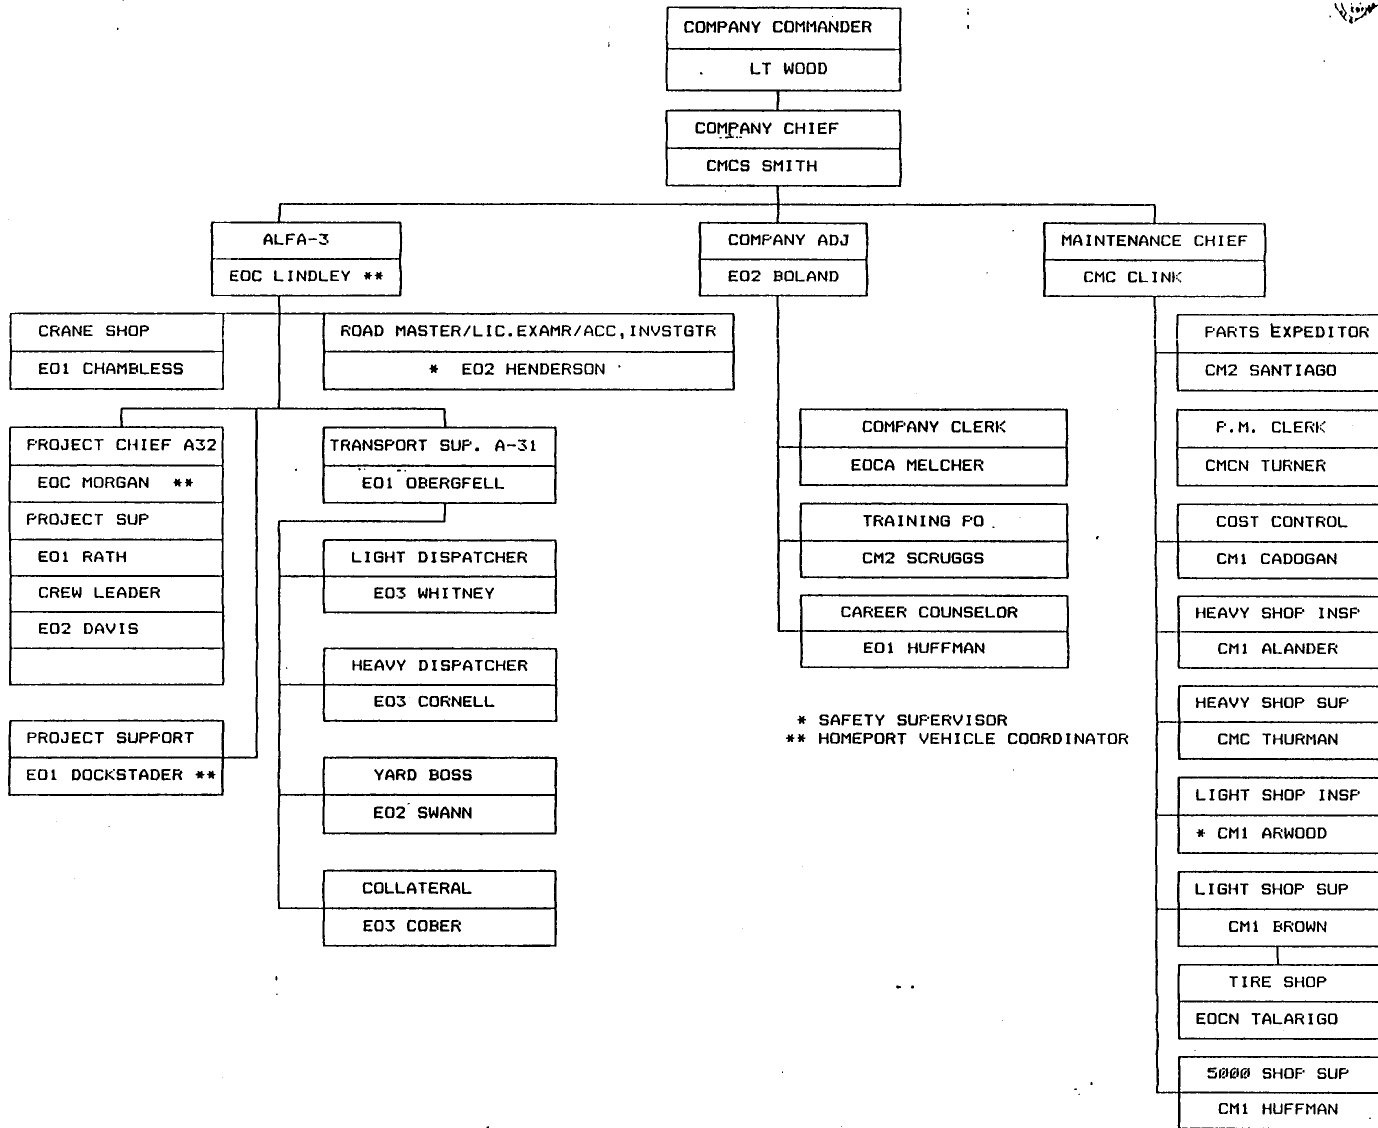 COMPANY COMMANDER
LT WOOD
COMPANY CHIEF
CMCS SMITH
ALFA-3
EOC LINDLEY **
COMPANY ADJ
EO2 BOLAND
MAINTENANCE CHIEF
CMC CLINK
CRANE SHOP
EO1 CHAMBLESS
ROAD MASTER/LIC.EXAMR/ACC,INVSTGTR
* EO2 HENDERSON
PROJECT CHIEF A32
EOC MORGAN **
PROJECT SUP
EO1 RATH
CREW LEADER
EO2 DAVIS
PROJECT SUPPORT
EO1 DOCKSTADER **
TRANSPORT SUP. A-31
EO1 OBERGFELL
LIGHT DISPATCHER
EO3 WHITNEY
HEAVY DISPATCHER
EO3 CORNELL
YARD BOSS
EO2 SWANN
COLLATERAL
EO3 COBER
COMPANY CLERK
EOCA MELCHER
TRAINING PO
CM2 SCRUGGS
CAREER COUNSELOR
EO1 HUFFMAN
* SAFETY SUPERVISOR
** HOMEPORT VEHICLE COORDINATOR
PARTS EXPEDITOR
CM2 SANTIAGO
P.M. CLERK
CMCN TURNER
COST CONTROL
CM1 CADOGAN
HEAVY SHOP INSP
CM1 ALANDER
HEAVY SHOP SUP
CMC THURMAN
LIGHT SHOP INSP
* CM1 ARWOOD
LIGHT SHOP SUP
CM1 BROWN
TIRE SHOP
EOCN TALARIGO
5000 SHOP SUP
CM1 HUFFMAN